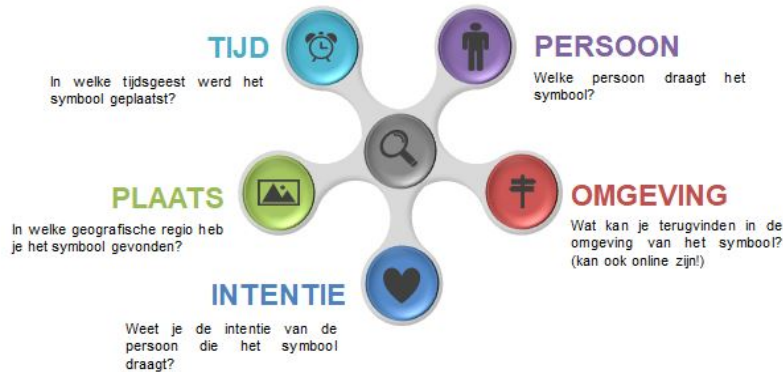 TIJD
In welke tijdsgeest werd het
symbool geplaatst?
PERSOON
Welke persoon draagt het
symbool?
PLAATS
In welke geografische regio heb
je het symbool gevonden?
OMGEVING
Wat kan je terugvinden in de
omgeving van het symbool?
(kan ook online zijn!)
INTENTIE
Weet je de intentie van de
persoon die het symbool
draagt?